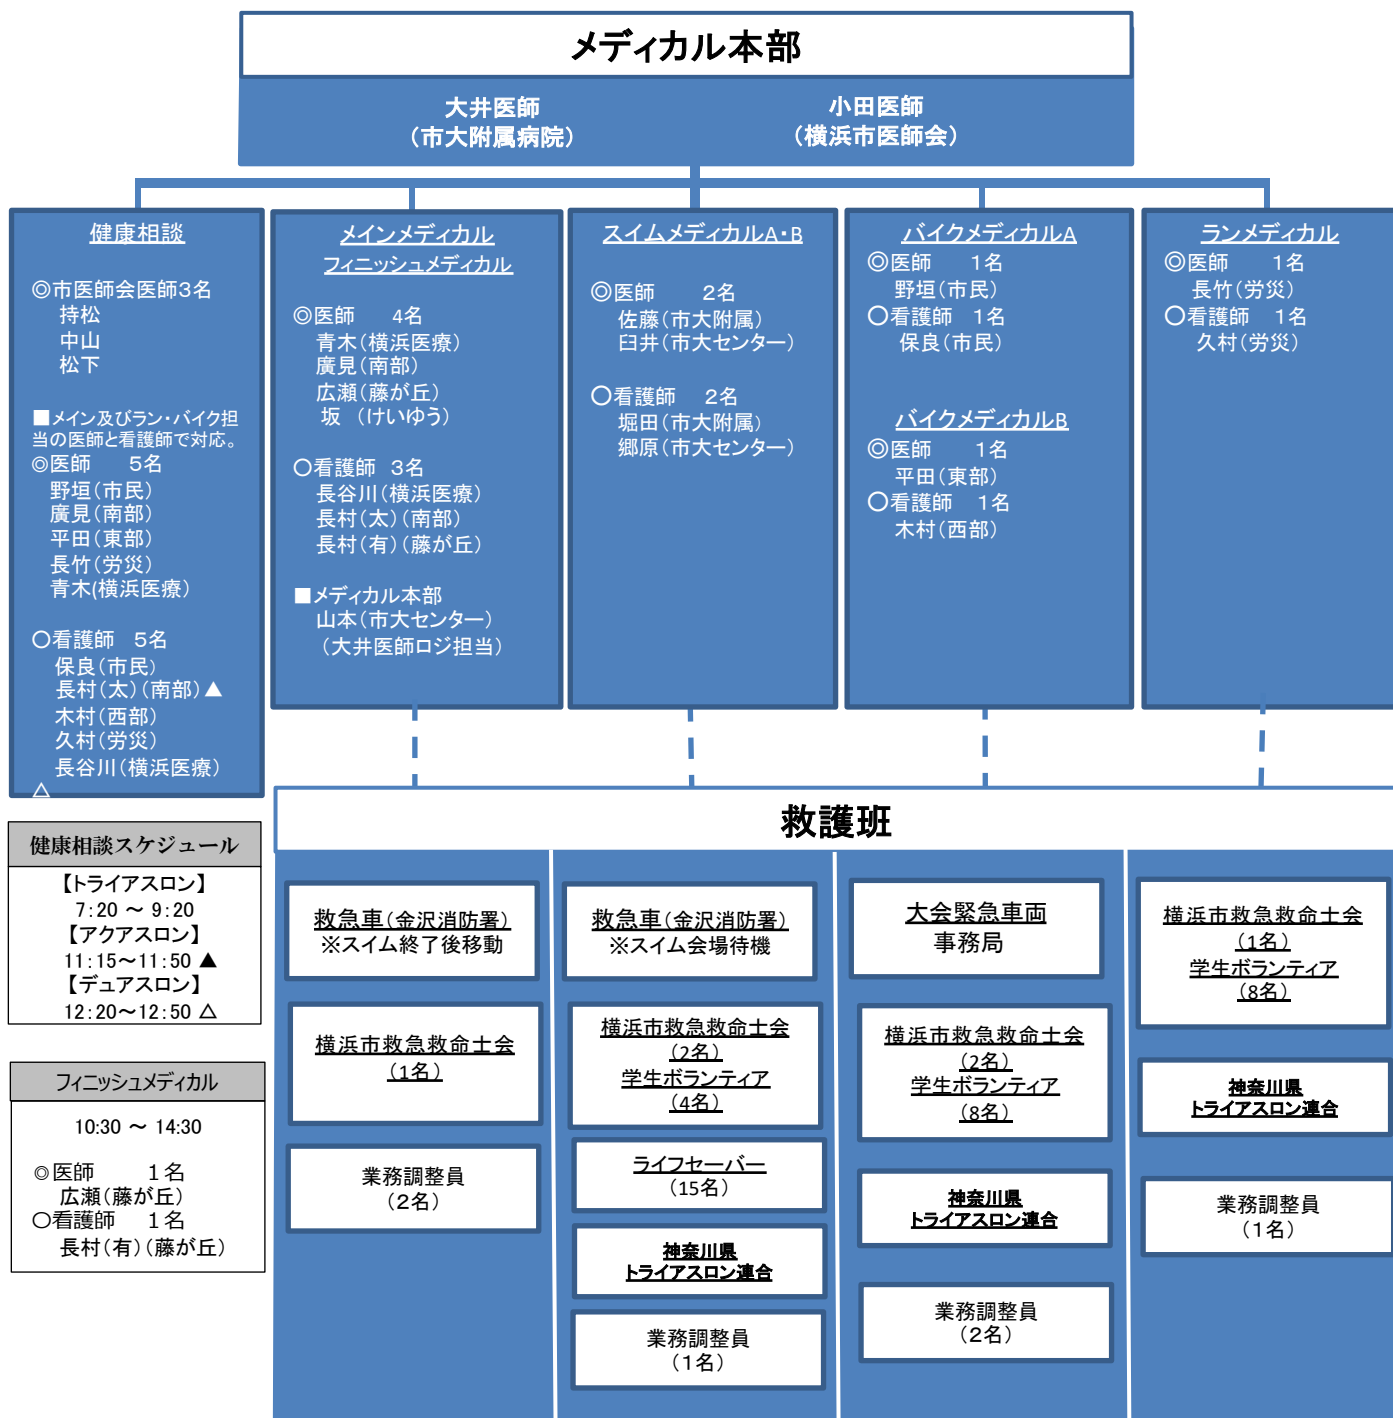 メディカル本部
大井医師
（市大附属病院）
小田医師
（横浜市医師会）
健康相談
◎市医師会医師3名
持松
中山
松下
■メイン及びラン・バイク担
当の医師と看護師で対応。
◎医師　5名
野垣（市民）
廣見（南部）
平田（東部）
長竹（労災）
青木(横浜医療）
〇看護師　5名
保良（市民）
長村（太）（南部）▲
木村（西部）
久村（労災）
長谷川（横浜医療）
△
メインメディカル
フィニッシュメディカル
◎医師　4名
青木（横浜医療）
廣見（南部）
広瀬（藤が丘）
坂　（けいゆう）
〇看護師　3名
長谷川（横浜医療）
長村（太）（南部）
長村（有）（藤が丘）
■メディカル本部
山本（市大センター）
（大井医師ロジ担当）
スイムメディカルA・B
◎医師　2名
佐藤（市大附属）
臼井（市大センター）
〇看護師　2名
堀田（市大附属）
郷原（市大センター）
バイクメディカルA
◎医師　1名
野垣（市民）
〇看護師　1名
保良（市民）
バイクメディカルB
◎医師　1名
平田（東部）
〇看護師　1名
木村（西部）
ランメディカル
◎医師　1名
長竹（労災）
〇看護師　1名
久村（労災）
健康相談スケジュール
【トライアスロン】
7:20 ～ 9:20
【アクアスロン】
11:15～11:50 ▲
【デュアスロン】
12:20～12:50 △
フィニッシュメディカル
10:30 ～ 14:30
◎医師　1名
広瀬（藤が丘）
〇看護師　1名
長村（有）（藤が丘）
救護班
救急車（金沢消防署）
※スイム終了後移動
横浜市救急救命士会
（1名）
業務調整員
（2名）
救急車（金沢消防署）
※スイム会場待機
横浜市救急救命士会
（2名）
学生ボランティア
（4名）
ライフセーバー
（15名）
神奈川県
トライアスロン連合
業務調整員
（1名）
大会緊急車両
事務局
横浜市救急救命士会
（2名）
学生ボランティア
（8名）
神奈川県
トライアスロン連合
業務調整員
（2名）
横浜市救急救命士会
（1名）
学生ボランティア
（8名）
神奈川県
トライアスロン連合
業務調整員
（1名）